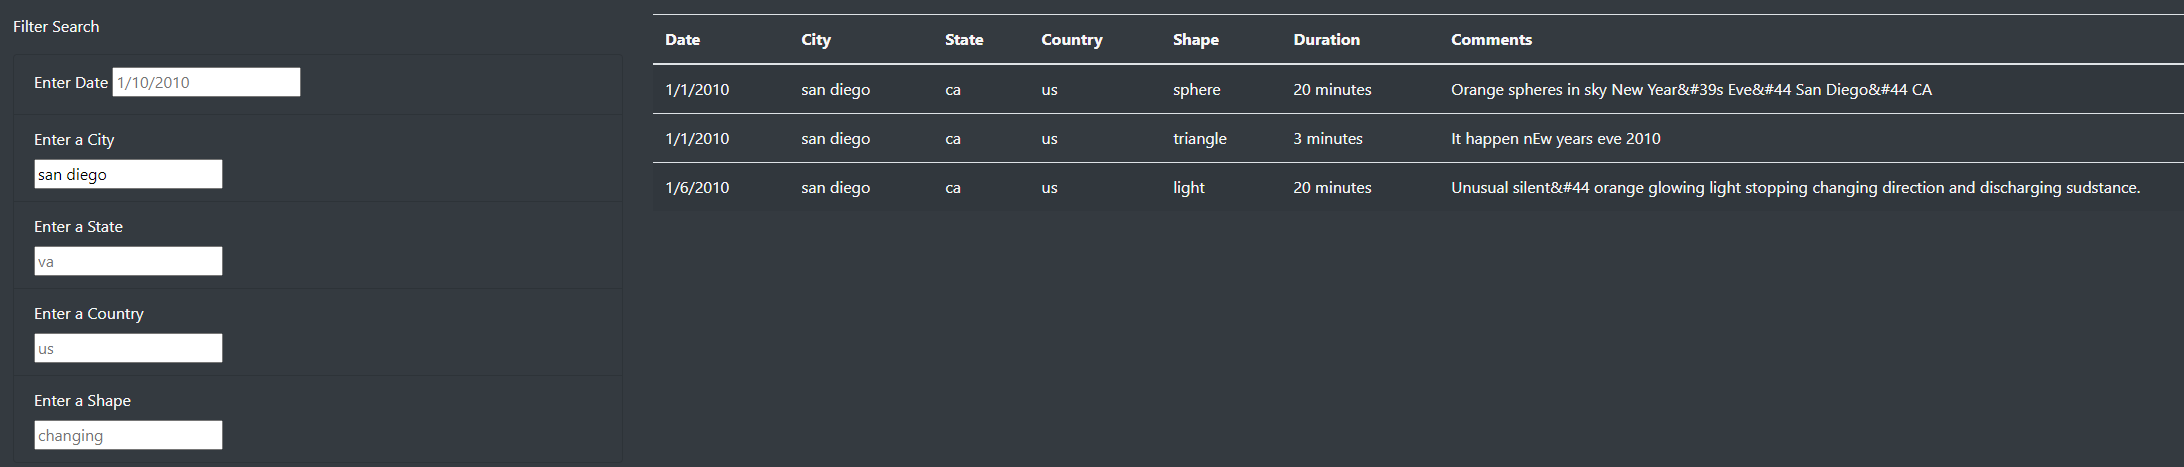 Filter Search
Enter Date 1/10/2010
Enter a City
san diego
Enter a State
va
Enter a Country
us
Enter a Shape
changing
Date City State Country Shape Duration Comments
1/1/2010 san diego ca us sphere 20 minutes Orange spheres in sky New Year&#39s Eve&#44 San Diego&#44 CA
1/1/2010 san diego ca us triangle 3 minutes It happen nEw years eve 2010
1/6/2010 san diego ca us light 20 minutes Unusual silent&#44 orange glowing light stopping changing direction and discharging sudstance.